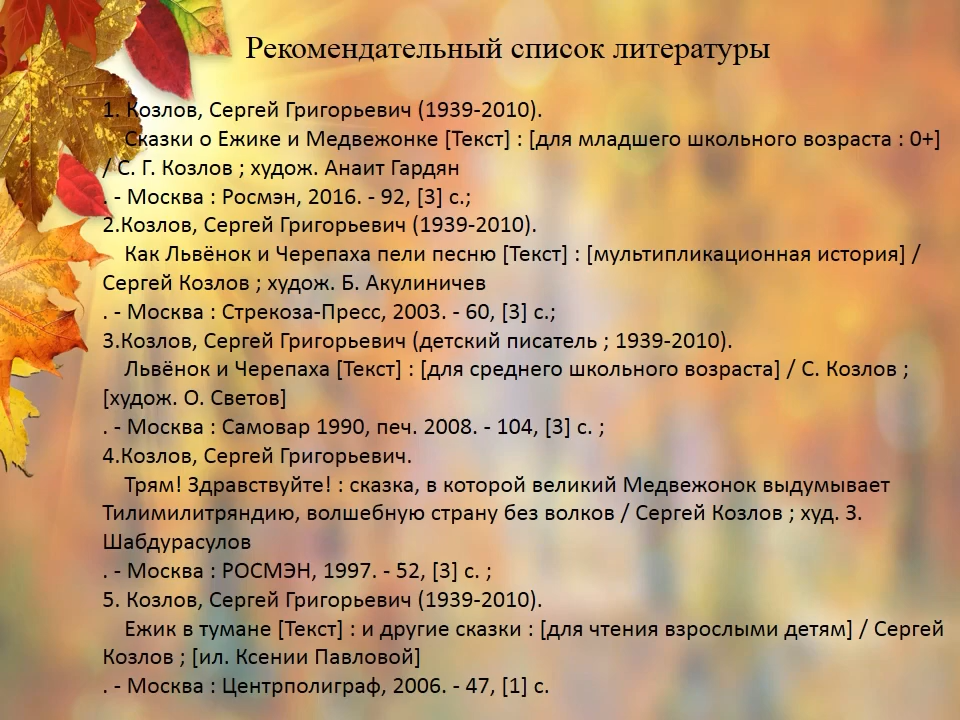 Рекомендательный список литературы
1. Козлов, Сергей Григорьевич (1939-2010).
Сказки о Ежике и Медвежонке [Текст] : [для младшего школьного возраста : 0+]
/ С. Г. Козлов ; худож. Анаит Гардян
. - Москва : Росмэн, 2016. - 92, [3] с.;
2.Козлов, Сергей Григорьевич (1939-2010).
Как Львёнок и Черепаха пели песню [Текст] : [мультипликационная история] /
Сергей Козлов ; худож. Б. Акулиничев
. - Москва : Стрекоза-Пресс, 2003. - 60, [3] с.;
3.Козлов, Сергей Григорьевич (детский писатель ; 1939-2010).
Львёнок и Черепаха [Текст] : [для среднего школьного возраста] / С. Козлов ;
[худож. О. Светов]
. - Москва : Самовар 1990, печ. 2008. - 104, [3] с. ;
4.Козлов, Сергей Григорьевич.
Трям! Здравствуйте! : сказка, в которой великий Медвежонок выдумывает
Тилимилитряндию, волшебную страну без волков / Сергей Козлов ; худ. З.
Шабдурасулов
. - Москва : РОСМЭН, 1997. - 52, [3] с. ;
5. Козлов, Сергей Григорьевич (1939-2010).
Ежик в тумане [Текст] : и другие сказки : [для чтения взрослыми детям] / Сергей
Козлов ; [ил. Ксении Павловой]
. - Москва : Центрполиграф, 2006. - 47, [1] с.